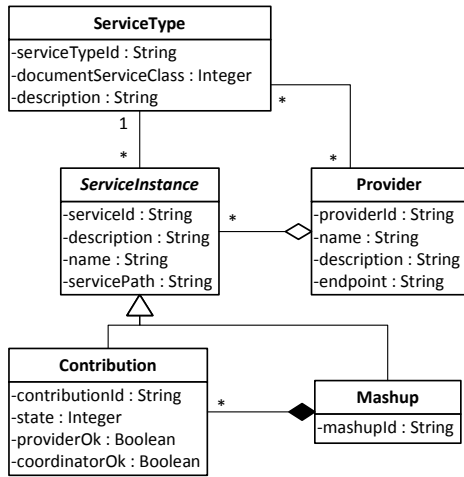 ServiceType
-serviceTypeId : String
-documentServiceClass : Integer
-description : String
1
*
*
*
ServiceInstance
-serviceId : String
-description : String
-name : String
-servicePath : String
*
Provider
-providerId : String
-name : String
-description : String
-endpoint : String
Contribution
-contributionId : String
-state : Integer
-providerOk : Boolean
-coordinatorOk : Boolean
*
Mashup
-mashupId : String